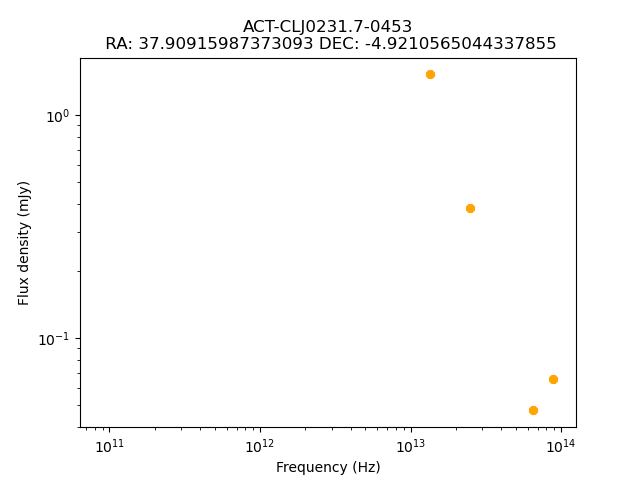 ACT-CLJ0231.7-0453
RA: 37.90915987373093 DEC: -4.9210565044337855
10⁰
10⁻¹
Flux density (mJy)
10¹¹ 10¹² 10¹³ 10¹⁴
Frequency (Hz)